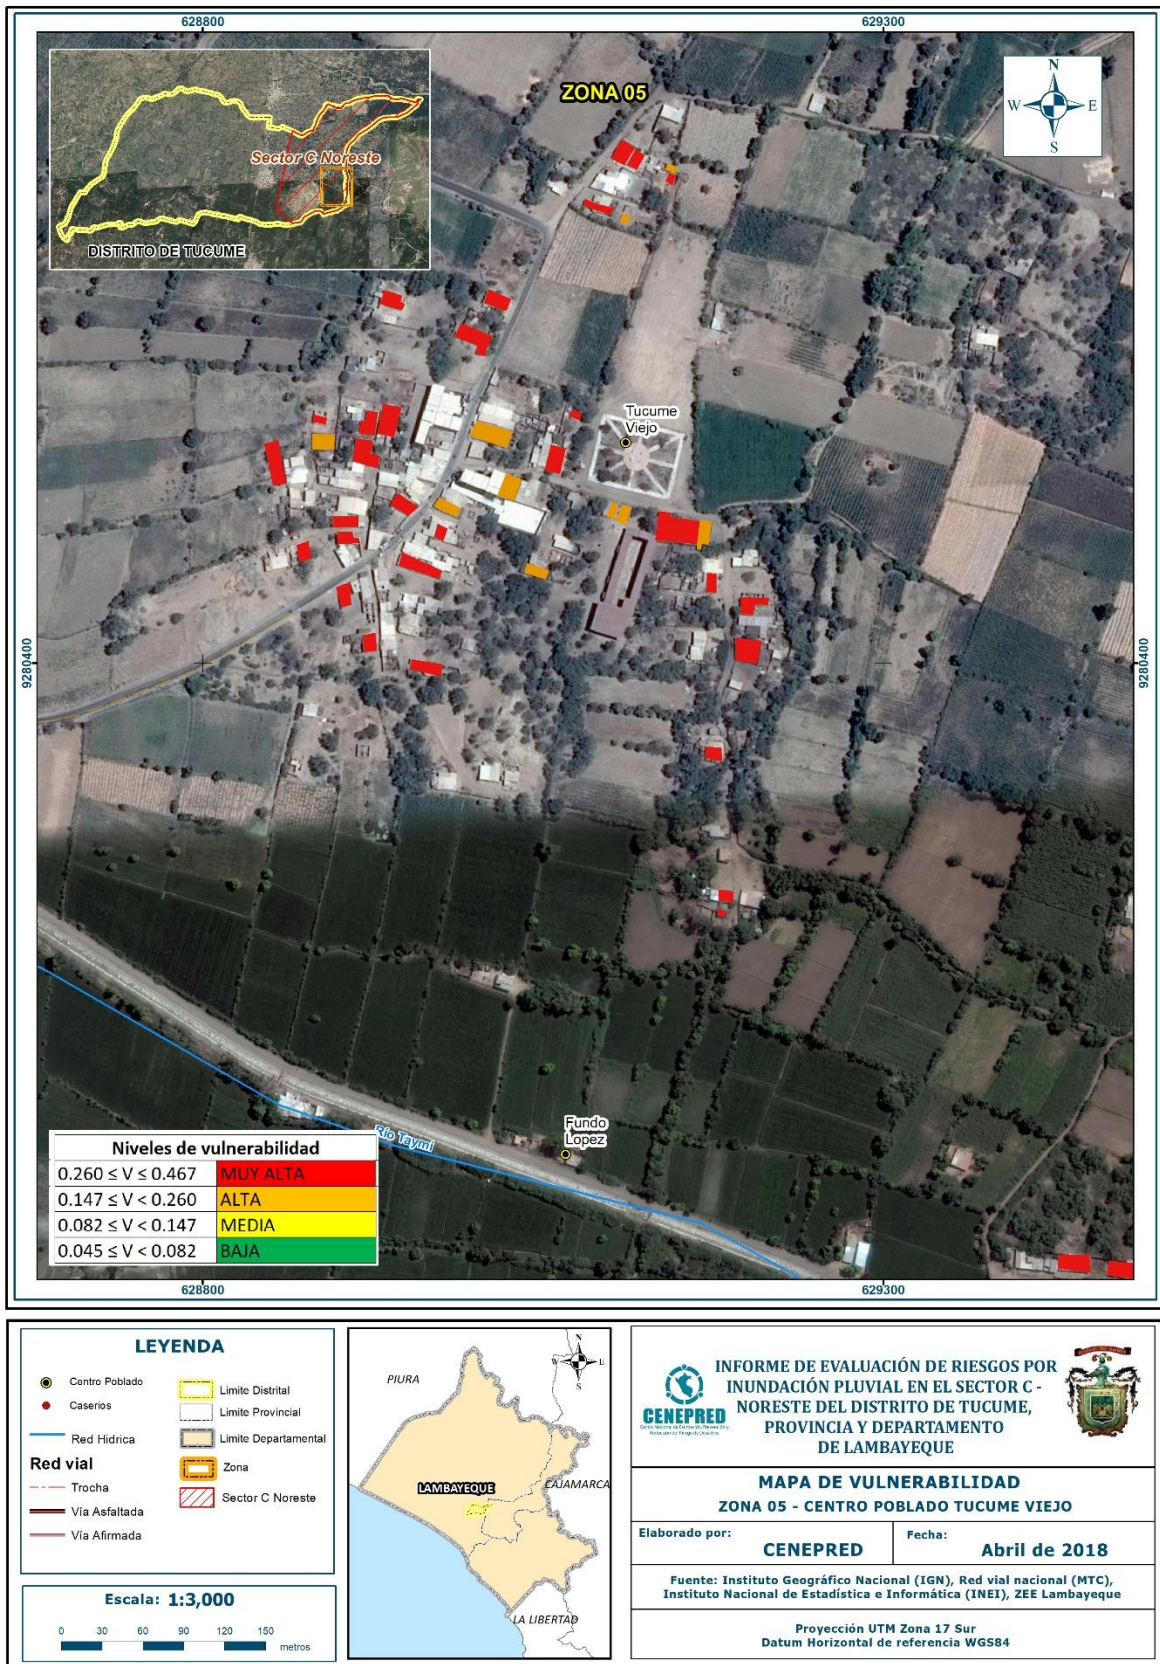 628800
629300
ZONA 05
N
W
E
S
Sector C Noreste
DISTRITO DE TUCUME
Tucume
Viejo
9280400
9280400
Fundo
Lopez
Río Taymi
Niveles de vulnerabilidad
0.260 ≤ V ≤ 0.467 MUY ALTA
0.147 ≤ V < 0.260 ALTA
0.082 ≤ V < 0.147 MEDIA
0.045 ≤ V < 0.082 BAJA
628800
629300
LEYENDA
Centro Poblado
Caserios
Red Hidrica
Red vial
Trocha
Vía Asfaltada
Vía Afirmada
Limite Distrital
Limite Provincial
Limite Departamental
Zona
Sector C Noreste
Escala: 1:3,000
0 30 60 90 120 150
metros
PIURA
N
W
E
S
LAMBAYEQUE
CAJAMARCA
LA LIBERTAD
CENEPRED
INFORME DE EVALUACIÓN DE RIESGOS POR
INUNDACIÓN PLUVIAL EN EL SECTOR C -
NORESTE DEL DISTRITO DE TUCUME,
PROVINCIA Y DEPARTAMENTO
DE LAMBAYEQUE
MAPA DE VULNERABILIDAD
ZONA 05 - CENTRO POBLADO TUCUME VIEJO
Elaborado por:
CENEPRED
Fecha:
Abril de 2018
Fuente: Instituto Geográfico Nacional (IGN), Red vial nacional (MTC),
Instituto Nacional de Estadística e Informática (INEI), ZEE Lambayeque
Proyección UTM Zona 17 Sur
Datum Horizontal de referencia WGS84